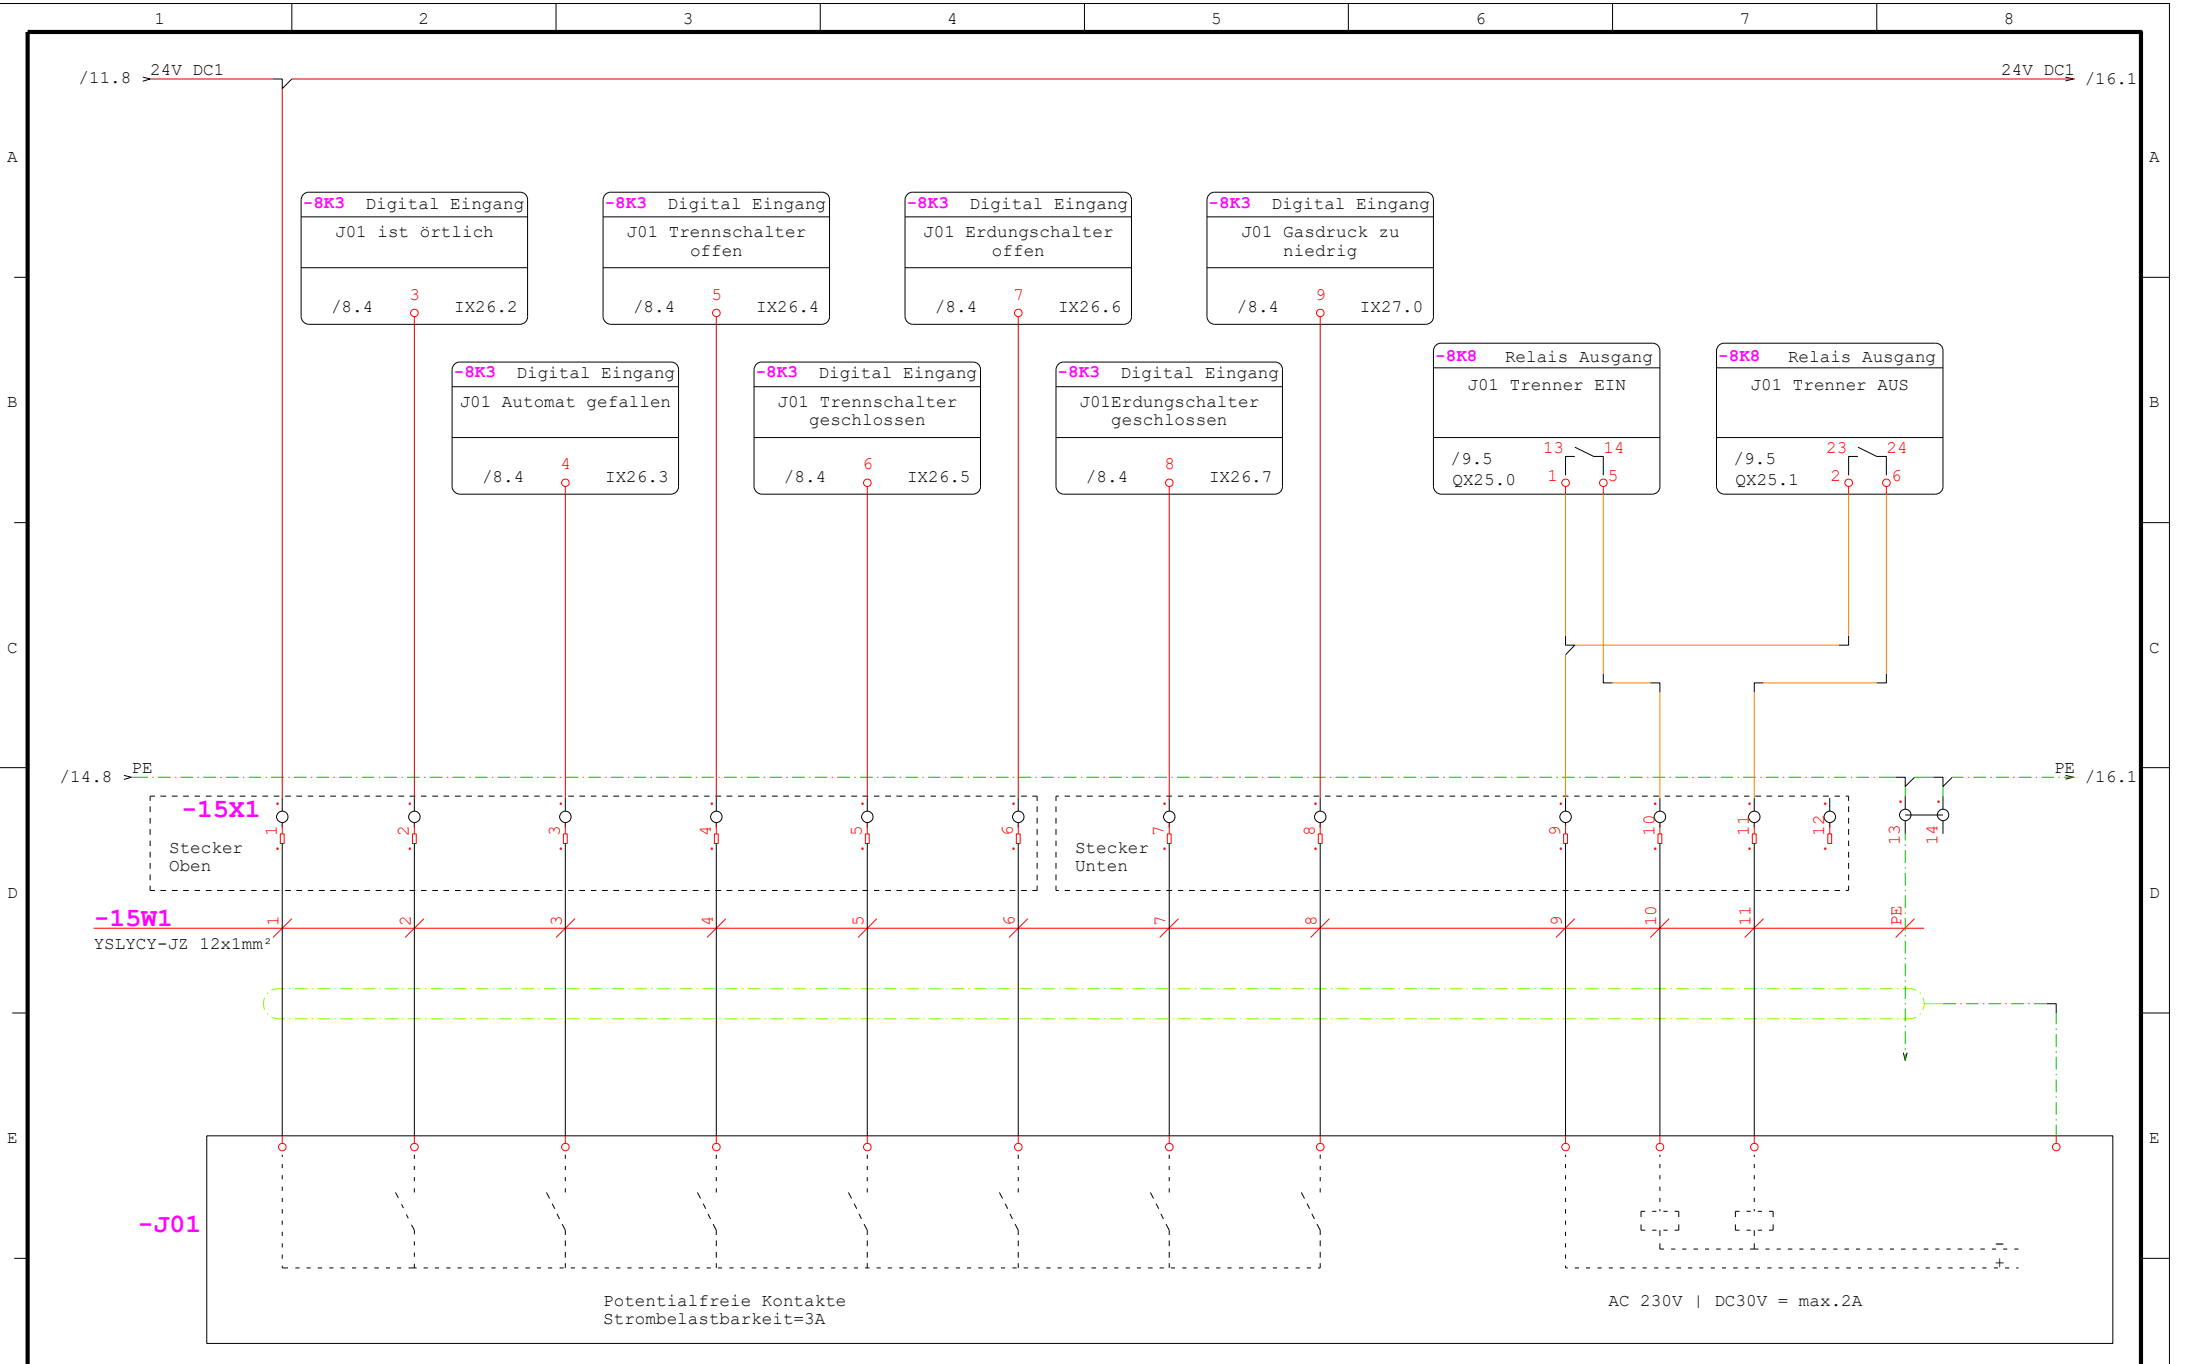 1 2 3 4 5 6 7 8
/11.8 24V DC1 24V DC1 /16.1
A A
-8K3 Digital Eingang
J01 ist örtlich
/8.4 3 IX26.2
-8K3 Digital Eingang
J01 Trennschalter
offen
/8.4 5 IX26.4
-8K3 Digital Eingang
J01 Erdungschalter
offen
/8.4 7 IX26.6
-8K3 Digital Eingang
J01 Gasdruck zu
niedrig
/8.4 9 IX27.0
-8K3 Digital Eingang
J01 Automat gefallen
/8.4 4 IX26.3
-8K3 Digital Eingang
J01 Trennschalter
geschlossen
/8.4 6 IX26.5
-8K3 Digital Eingang
J01Erdungschalter
geschlossen
/8.4 8 IX26.7
-8K8 Relais Ausgang
J01 Trenner EIN
13 14
/9.5
QX25.0 1 5
-8K8 Relais Ausgang
J01 Trenner AUS
23 24
/9.5
QX25.1 2 6
B B
C C
/14.8 PE PE /16.1
-15X1
Stecker
Oben
1 2 3 4 5 6
Stecker
Unten
7 8 9 10 11 12 13 14
D D
-15W1
YSLYCY-JZ 12x1mm²
1 2 3 4 5 6 7 8 9 10 11 PE
E E
-J01
-
+
Potentialfreie Kontakte
Strombelastbarkeit=3A
AC 230V | DC30V = max.2A